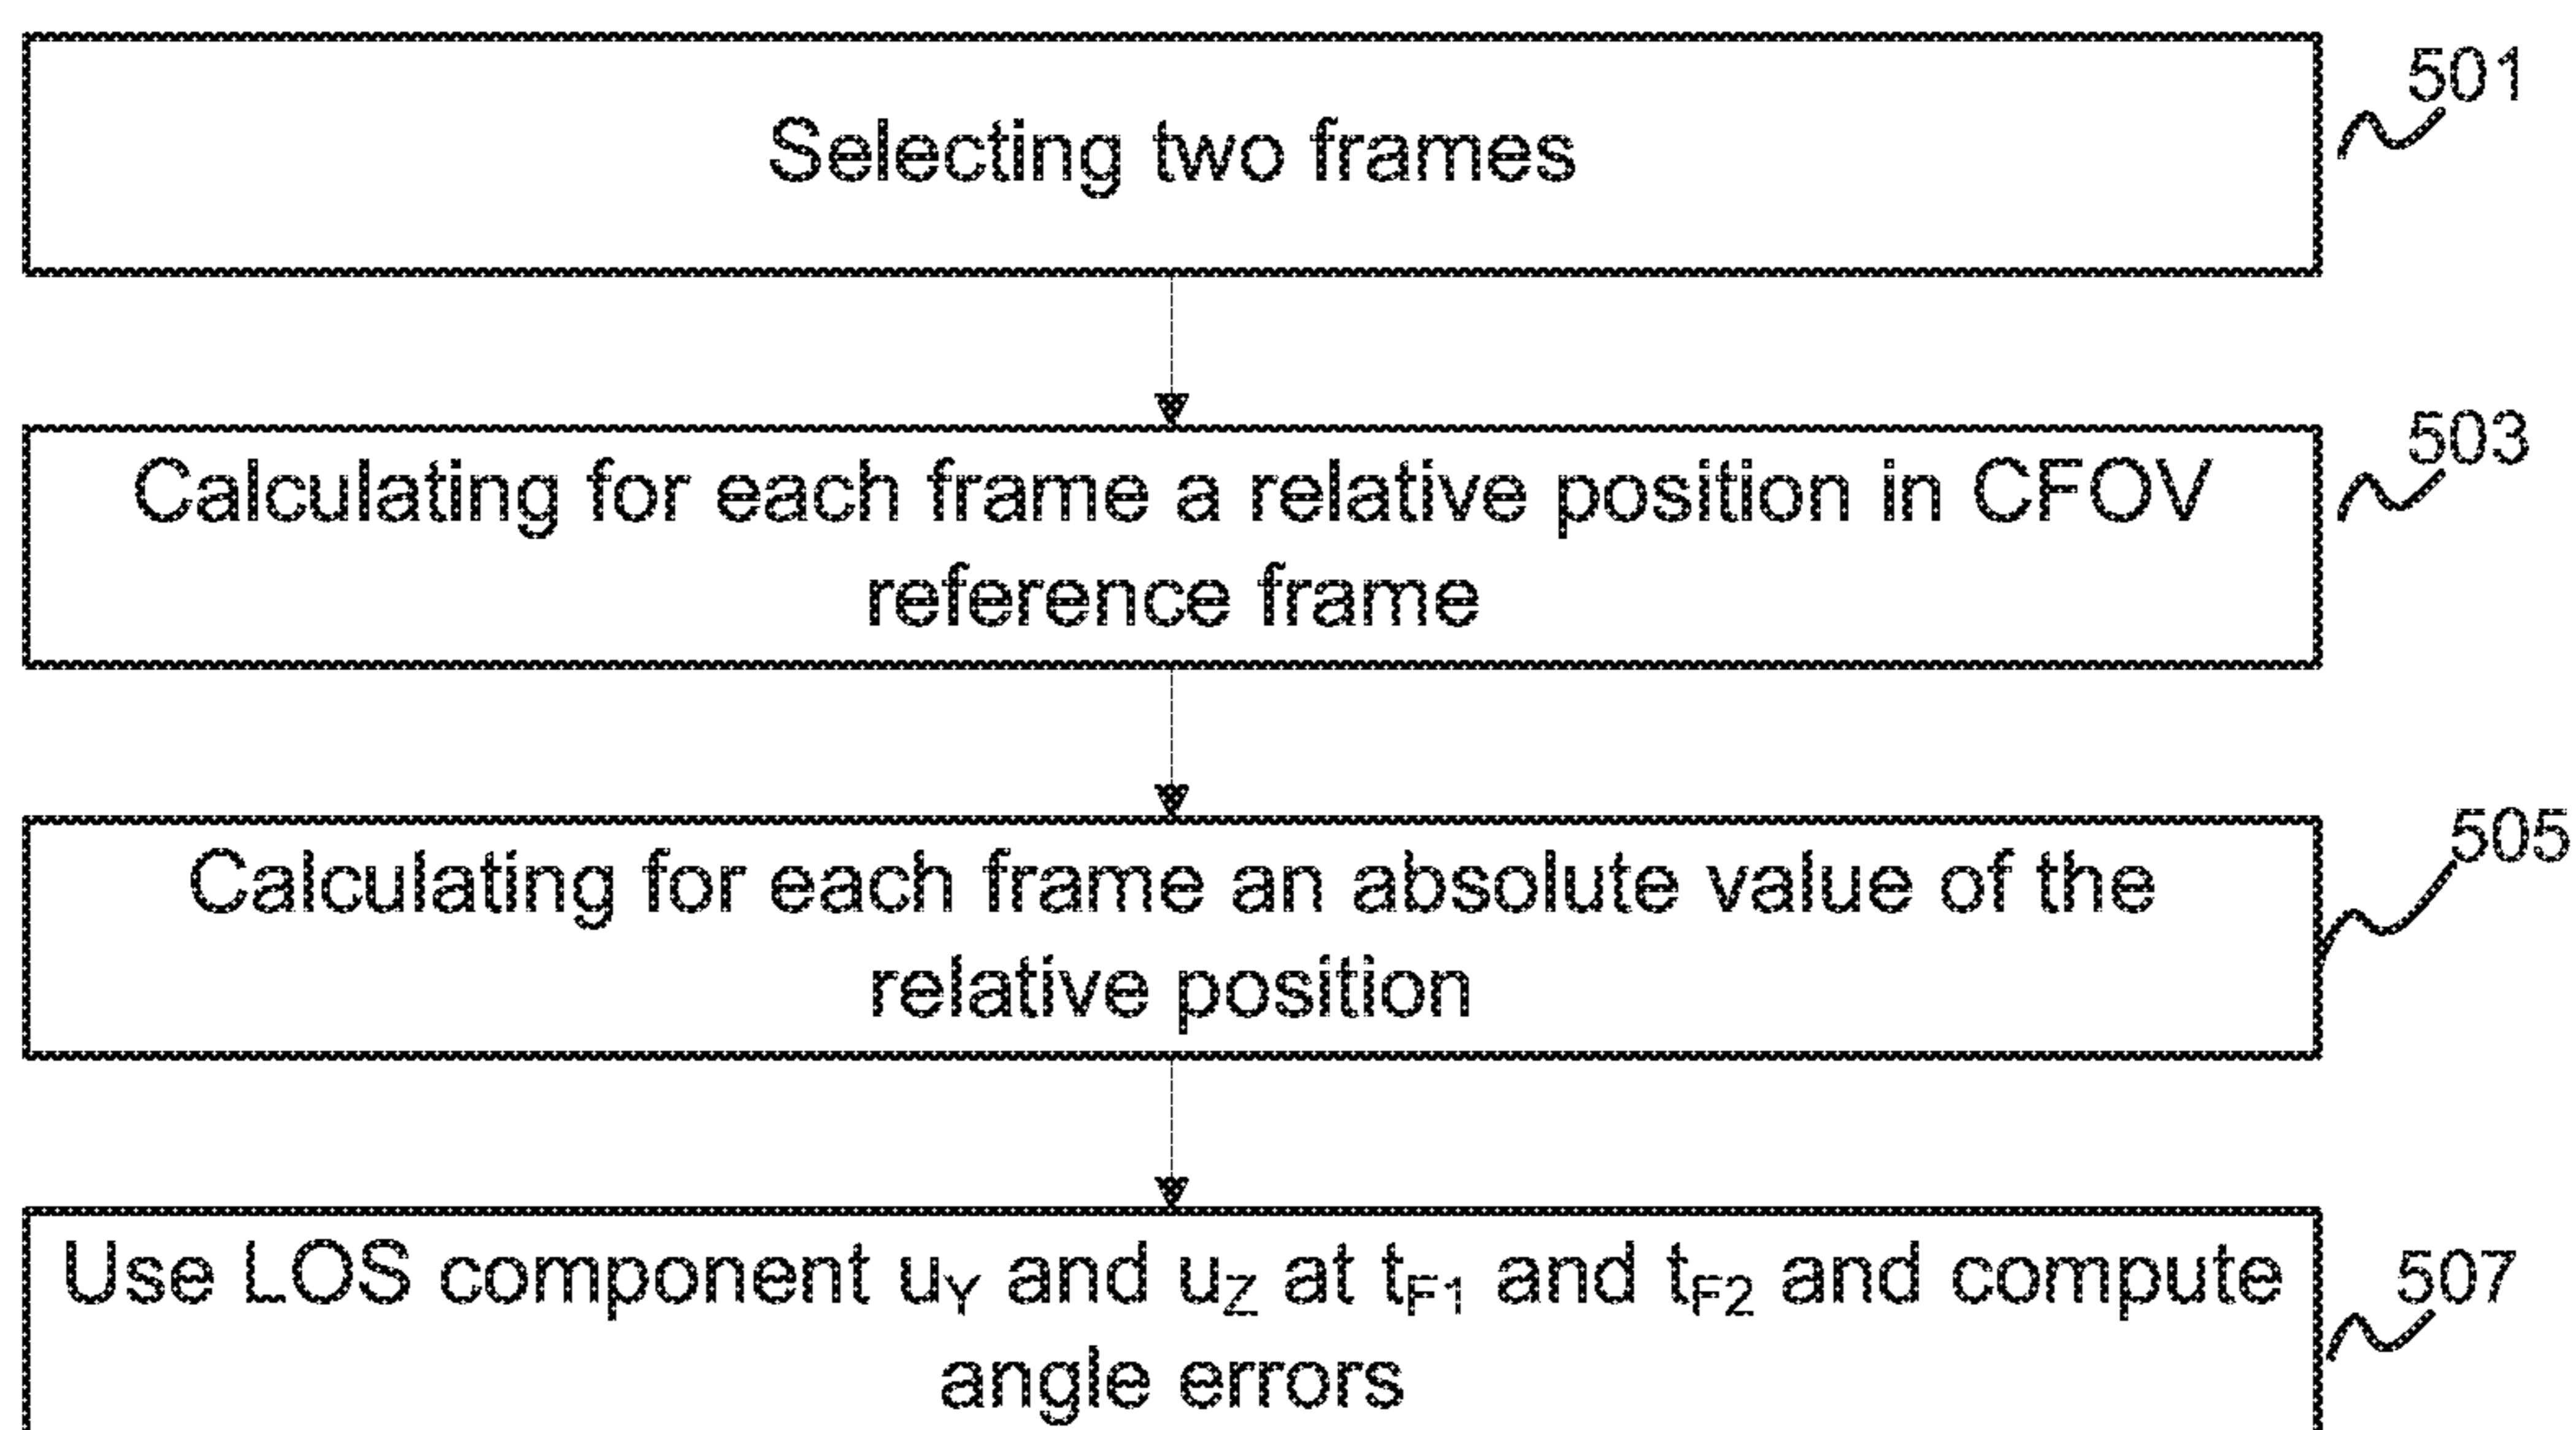 Selecting two frames
501
Calculating for each frame a relative position in CFOV
reference frame
503
Calculating for each frame an absolute value of the
relative position
505
Use LOS component uY and uZ at tF1 and tF2 and compute
angle errors
507